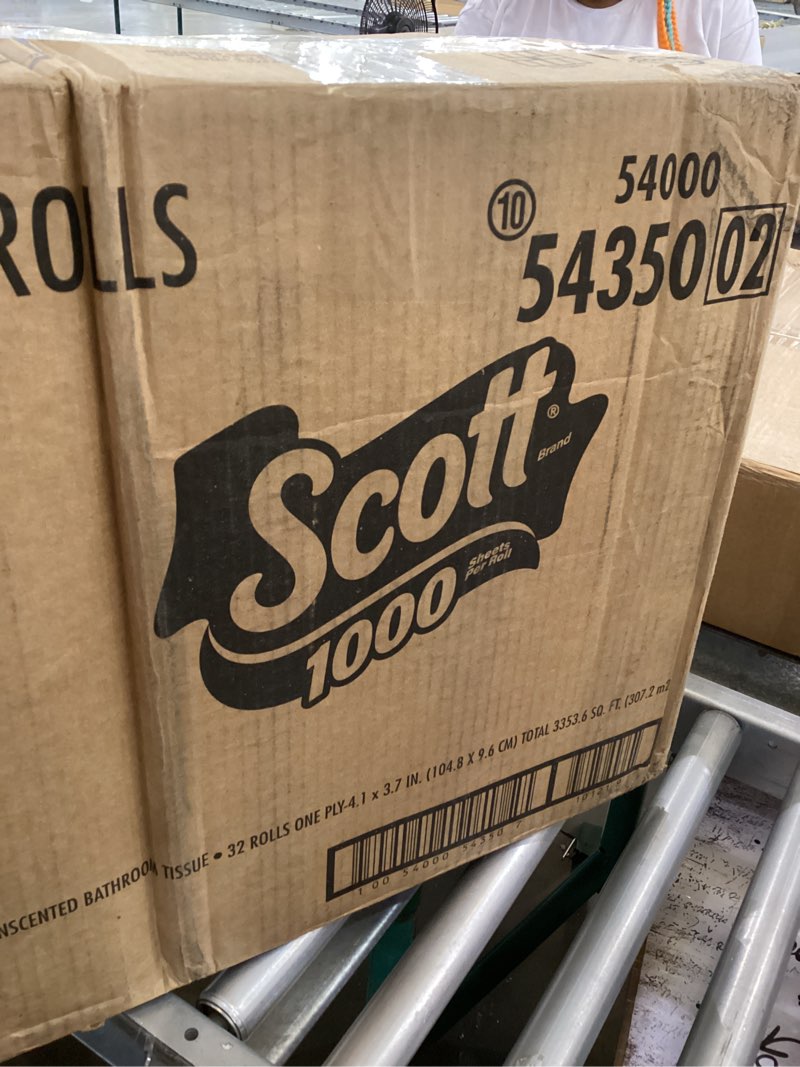 ROLLS
10
54000
54350 02
Scott®
Brand
1000 Sheets
Per Roll
NSCENTED BATHROOM TISSUE • 32 ROLLS ONE PLY-4.1 x 3.7 IN. (104.8 X 9.6 CM) TOTAL 3353.6 SQ. FT. (307.2 m2
1 00 54000 54350 7